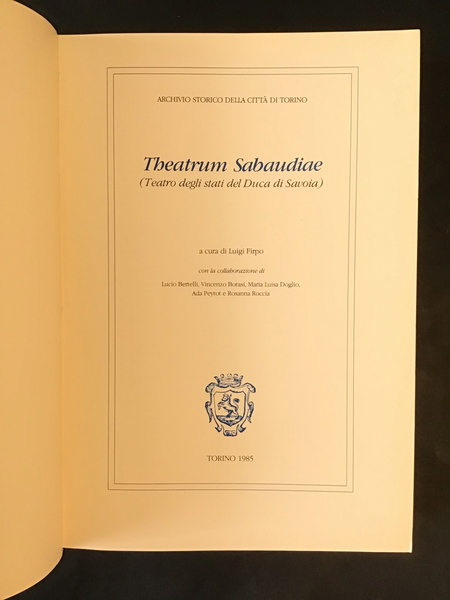 ARCHIVIO STORICO DELLA CITTÀ DI TORINO
Theatrum Sabaudiae
(Teatro degli stati del Duca di Savoia)
a cura di Luigi Firpo
con la collaborazione di
Lucio Bertelli, Vincenzo Borasi, Maria Luisa Doglio,
Ada Peyrot e Rosanna Roccia
TORINO 1985